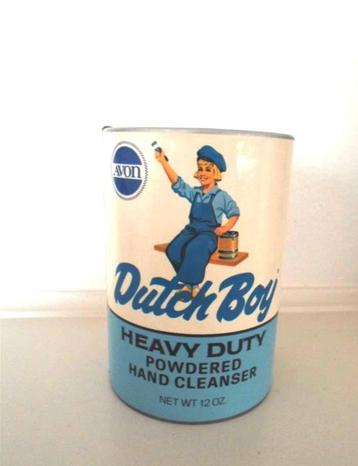 AVON
Dutch Boy
HEAVY DUTY
POWDERED
HAND CLEANSER
NET WT 12 OZ.